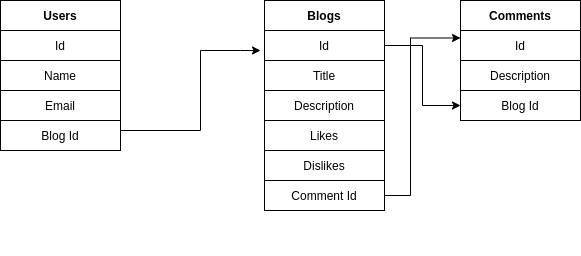 Users
Id
Name
Email
Blog Id
Blogs
Id
Title
Description
Likes
Dislikes
Comment Id
Comments
Id
Description
Blog Id